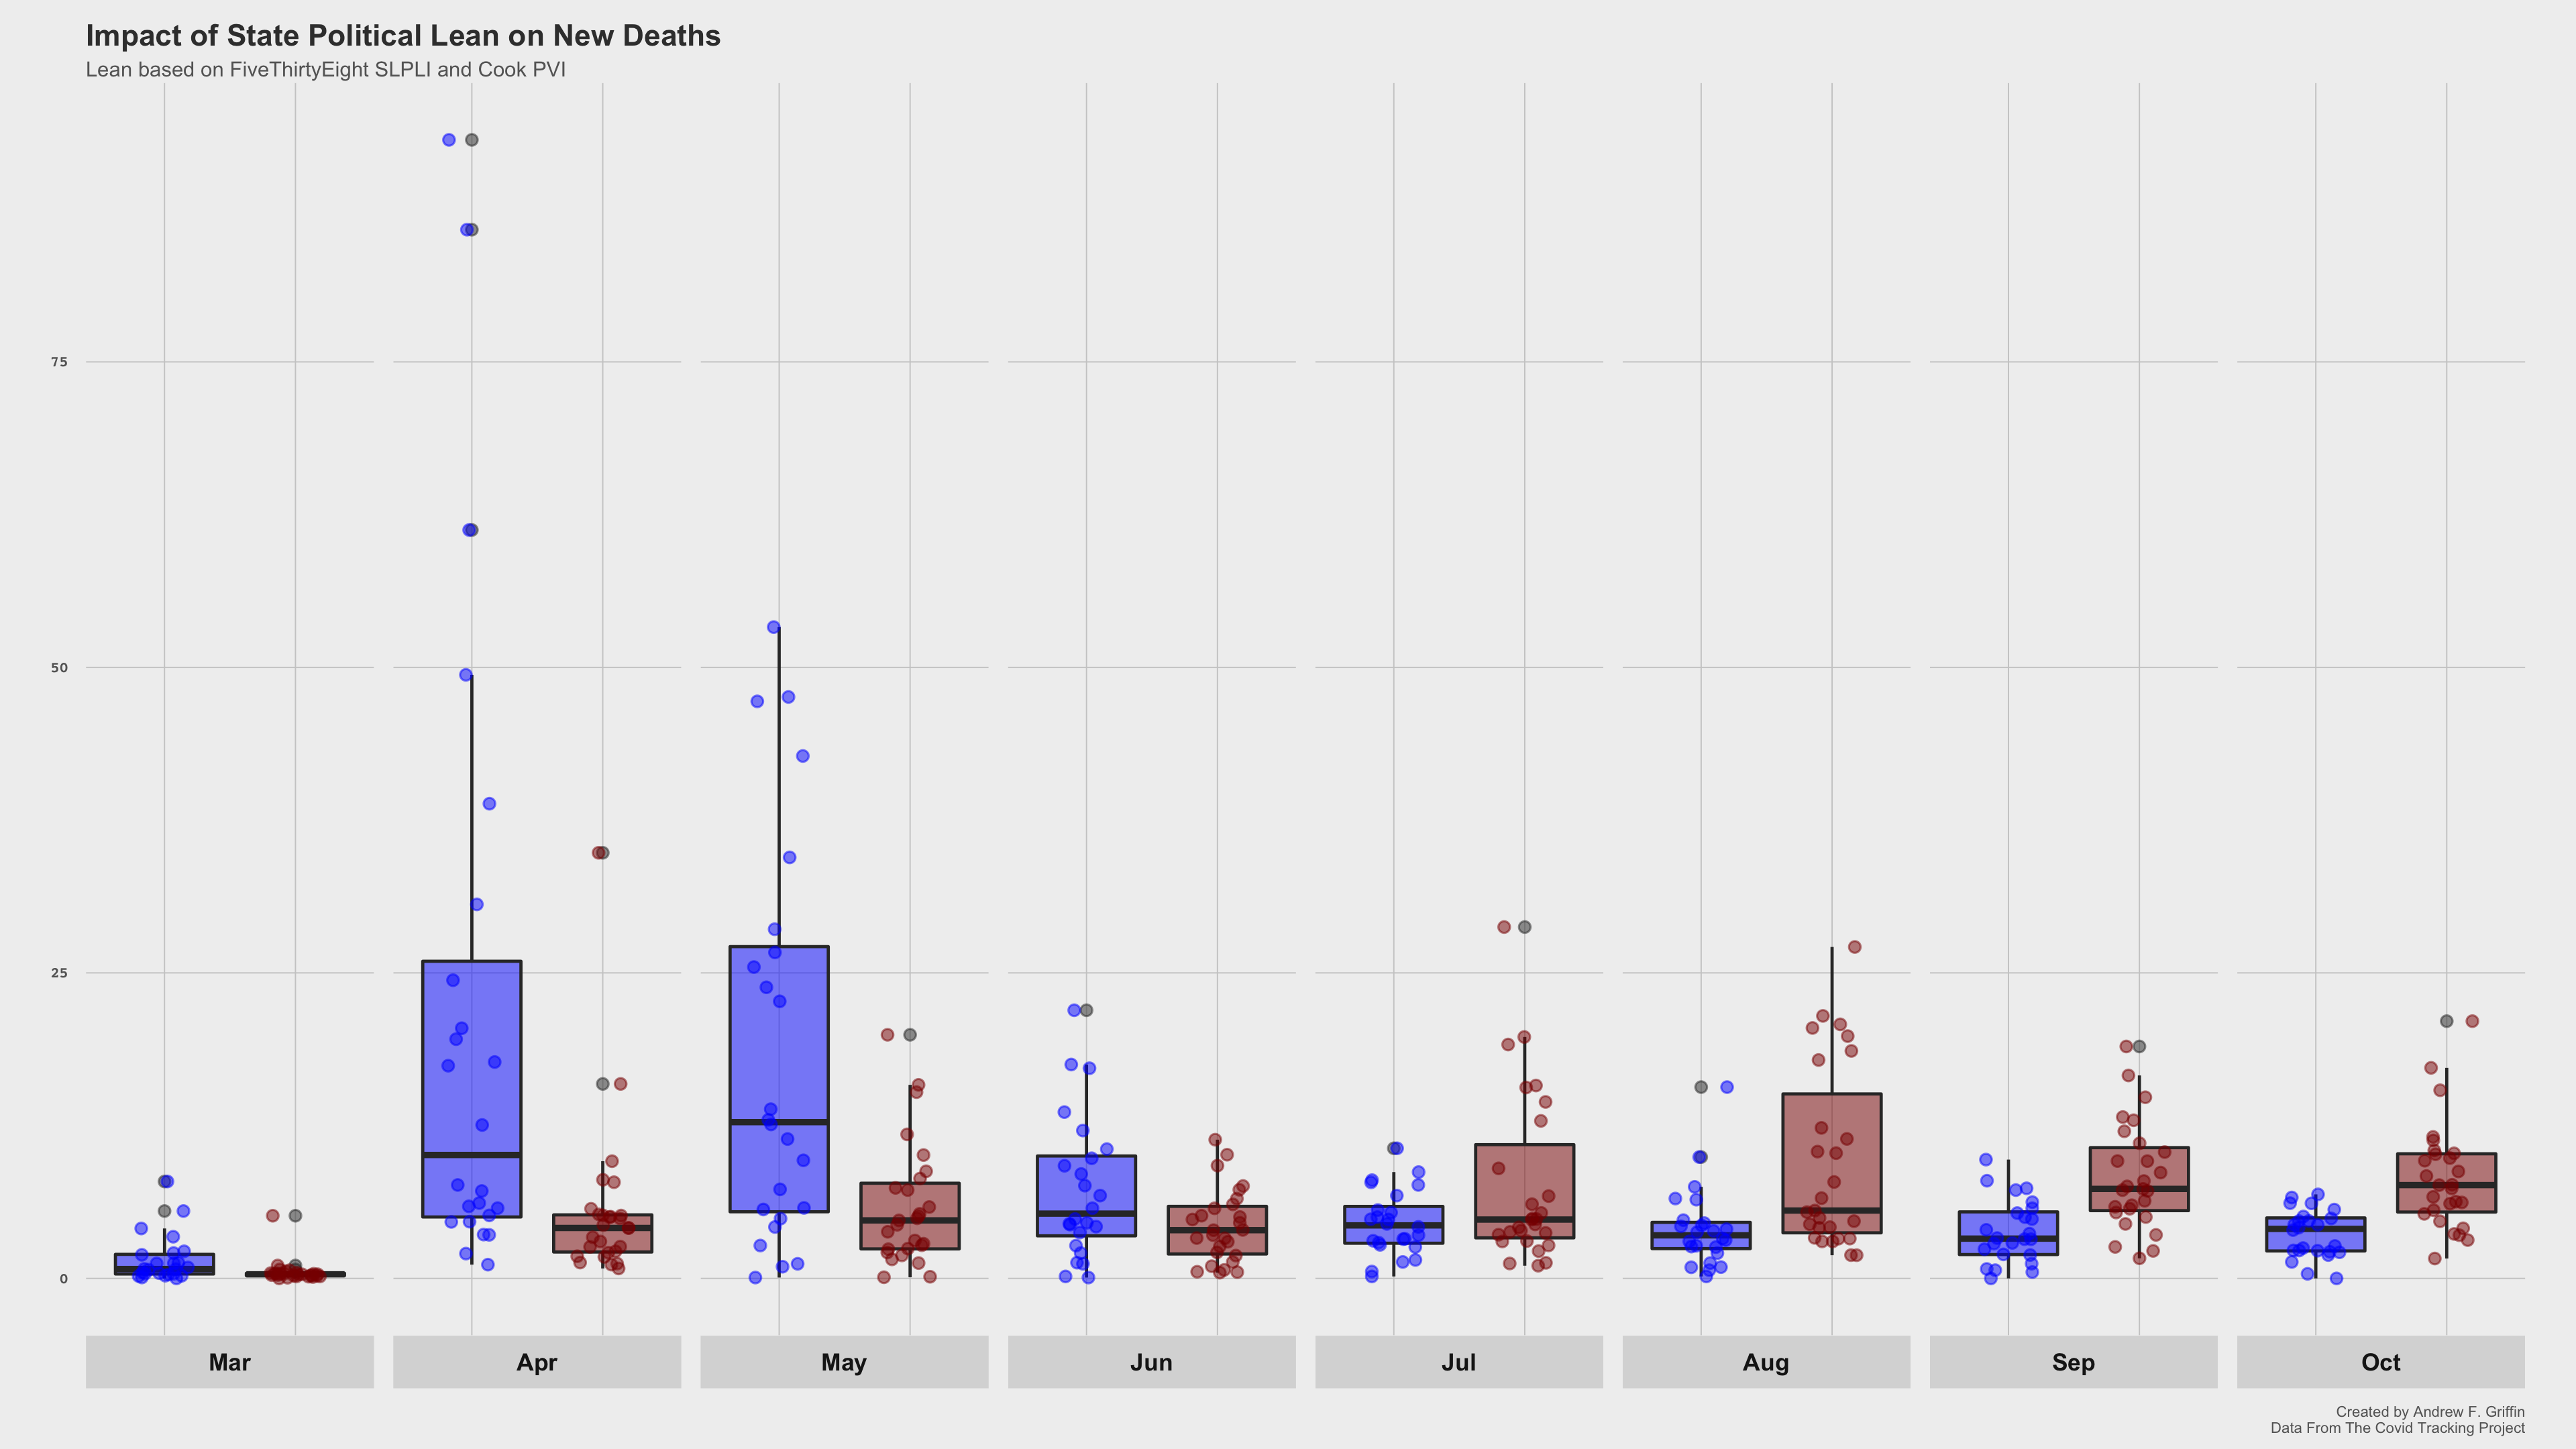 Impact of State Political Lean on New Deaths
Lean based on FiveThirtyEight SLPLI and Cook PVI
75
50
25
0
Mar
Apr
May
Jun
Jul
Aug
Sep
Oct
Created by Andrew F. Griffin
Data From The Covid Tracking Project